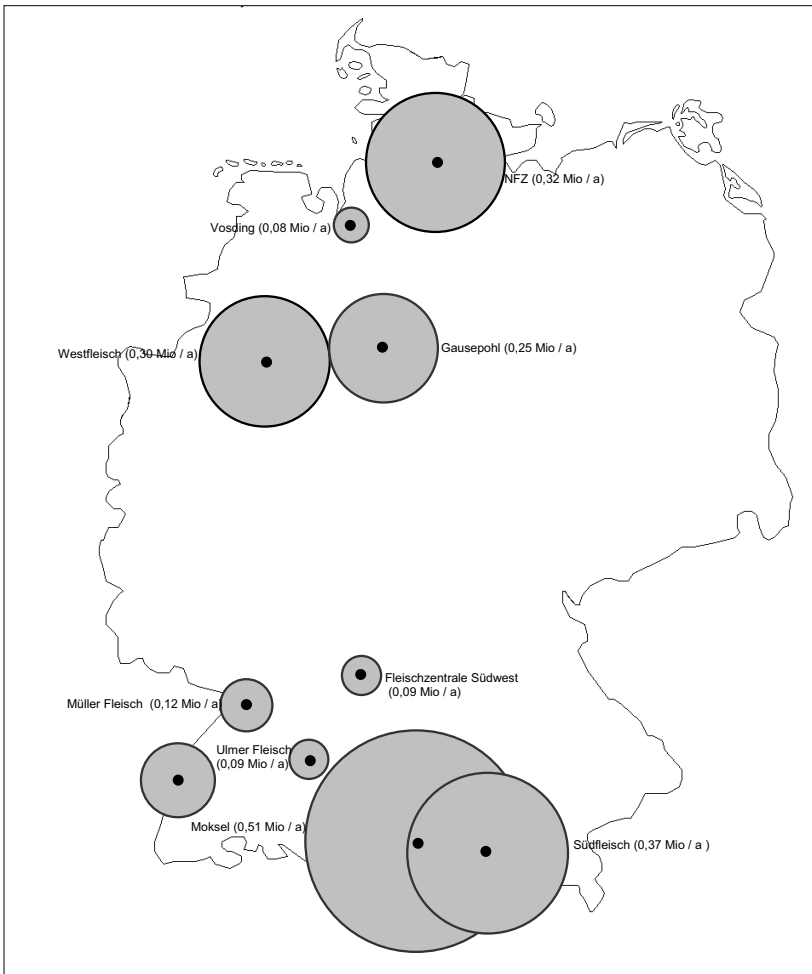 NFZ (0,32 Mio / a)
Vosding (0,08 Mio / a)
Westfleisch (0,30 Mio / a)
Gausepohl (0,25 Mio / a)
Fleischzentrale Südwest
(0,09 Mio / a)
Müller Fleisch (0,12 Mio / a)
Ulmer Fleisch
(0,09 Mio / a)
Moksel (0,51 Mio / a)
Südfleisch (0,37 Mio / a )